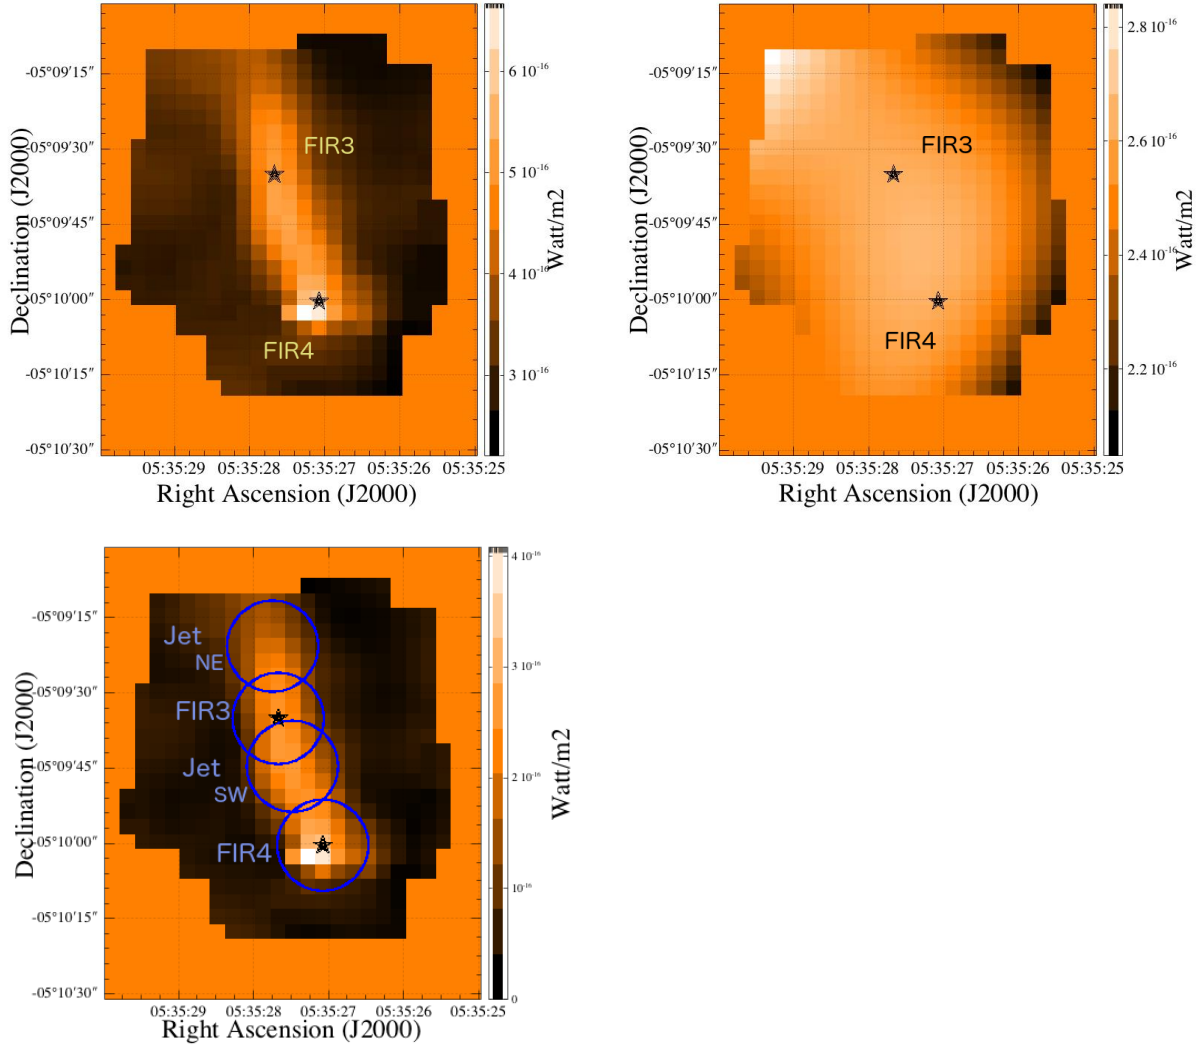 -05°09′15″
-05°09′30″
-05°09′45″
-05°10′00″
-05°10′15″
-05°10′30″
Declination (J2000)
05:35:29
05:35:28
05:35:27
05:35:26
05:35:25
Right Ascension (J2000)
FIR3
FIR4
6 10⁻¹⁶
5 10⁻¹⁶
4 10⁻¹⁶
3 10⁻¹⁶
Watt/m2
-05°09′15″
-05°09′30″
-05°09′45″
-05°10′00″
-05°10′15″
-05°10′30″
Declination (J2000)
05:35:29
05:35:28
05:35:27
05:35:26
05:35:25
Right Ascension (J2000)
FIR3
FIR4
2.8 10⁻¹⁶
2.6 10⁻¹⁶
2.4 10⁻¹⁶
2.2 10⁻¹⁶
Watt/m2
-05°09′15″
-05°09′30″
-05°09′45″
-05°10′00″
-05°10′15″
-05°10′30″
Declination (J2000)
05:35:29
05:35:28
05:35:27
05:35:26
05:35:25
Right Ascension (J2000)
Jet
NE
FIR3
Jet
SW
FIR4
4 10⁻¹⁶
3 10⁻¹⁶
2 10⁻¹⁶
10⁻¹⁶
0
Watt/m2